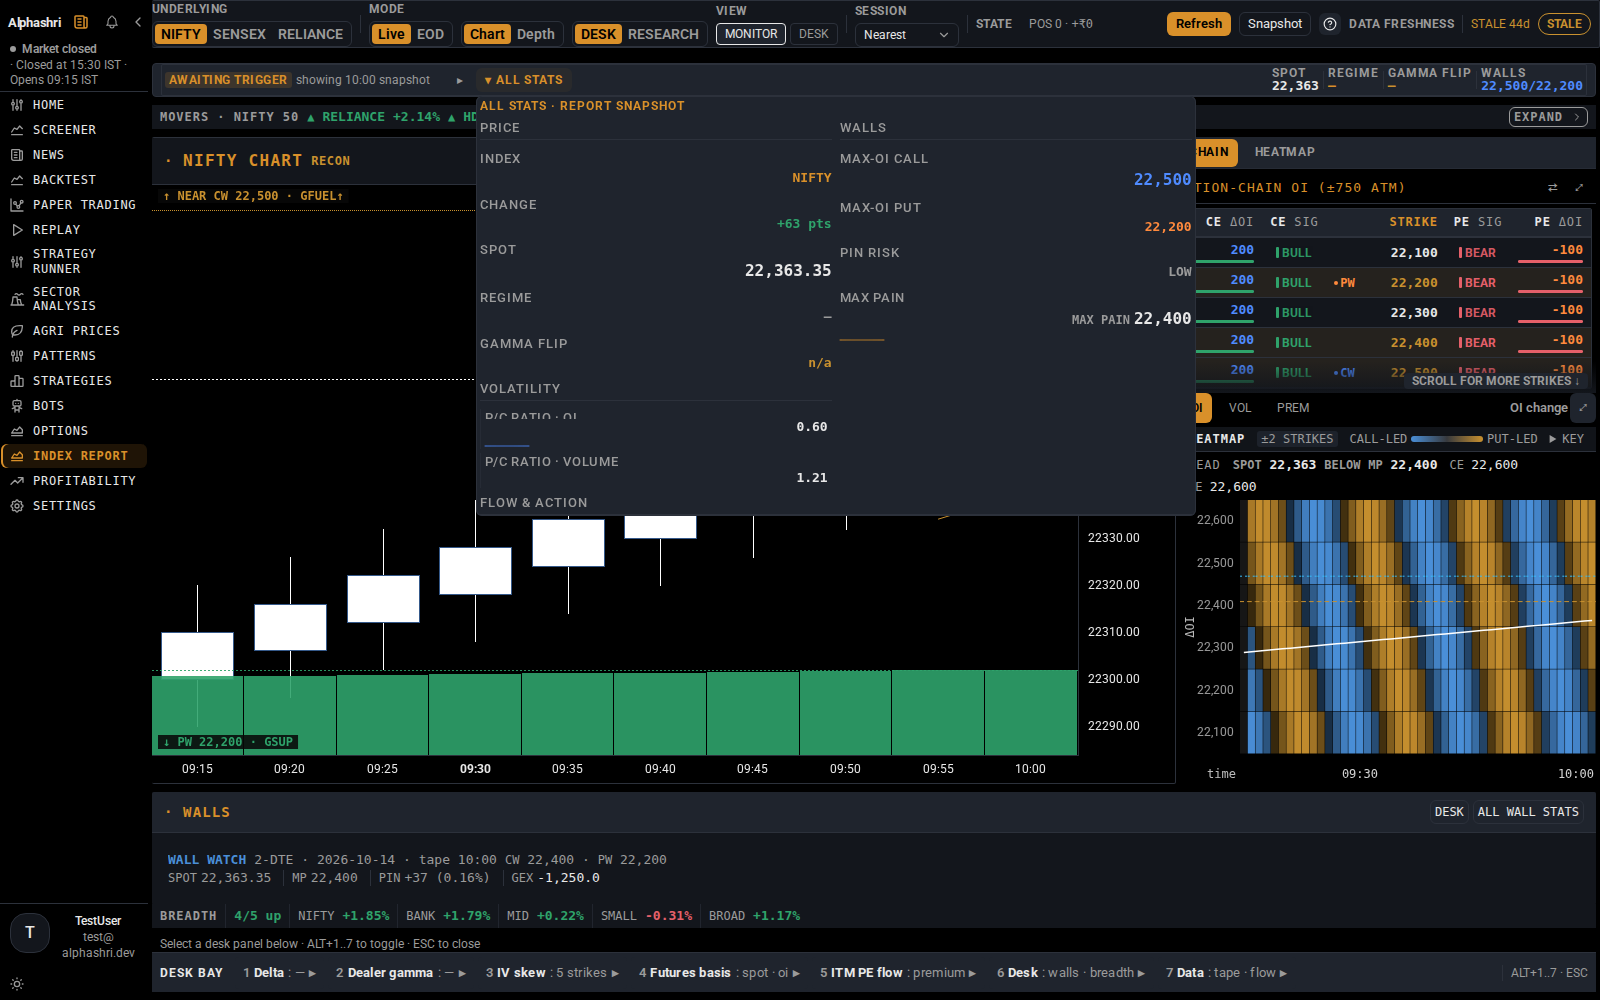 Alphashri
Market closed
· Closed at 15:30 IST ·
Opens 09:15 IST
HOME
SCREENER
NEWS
BACKTEST
PAPER TRADING
REPLAY
STRATEGY
RUNNER
SECTOR
ANALYSIS
AGRI PRICES
PATTERNS
STRATEGIES
BOTS
OPTIONS
INDEX REPORT
PROFITABILITY
SETTINGS
TestUser
T
test@
alphashri.dev
UNDERLYING
NIFTY SENSEX RELIANCE
MODE
Live EOD
Chart Depth
DESK RESEARCH
VIEW
MONITOR DESK
SESSION
Nearest
STATE POS 0 · +₹0
Refresh Snapshot DATA FRESHNESS STALE 44d STALE
AWAITING TRIGGER showing 10:00 snapshot ▸ ▾ ALL STATS
SPOT REGIME GAMMA FLIP WALLS
22,363 — — 22,500/22,200
MOVERS · NIFTY 50 ▲ RELIANCE +2.14% ▲
EXPAND
· NIFTY CHART RECON
↑ NEAR CW 22,500 · GFUEL↑
ALL STATS · REPORT SNAPSHOT
PRICE
INDEX
NIFTY
CHANGE
+63 pts
SPOT
22,363.35
REGIME
—
GAMMA FLIP
n/a
VOLATILITY
P/C RATIO · OI
0.60
P/C RATIO · VOLUME
1.21
FLOW & ACTION
WALLS
MAX-OI CALL
22,500
MAX-OI PUT
22,200
PIN RISK
LOW
MAX PAIN
MAX PAIN 22,400
22330.00
22320.00
22310.00
22300.00
22290.00
↓ PW 22,200 · GSUP
09:15 09:20 09:25 09:30 09:35 09:40 09:45 09:50 09:55 10:00
HEATMAP
TION-CHAIN OI (±750 ATM)
CE ΔOI CE SIG STRIKE PE SIG PE ΔOI
200 BULL 22,100 BEAR -100
200 BULL •PW 22,200 BEAR -100
200 BULL 22,300 BEAR -100
200 BULL 22,400 BEAR -100
200 BULL •CW 22,500 BEAR -100
SCROLL FOR MORE STRIKES ↓
VOL PREM OI change
EATMAP ±2 STRIKES CALL-LED PUT-LED ▶ KEY
EAD SPOT 22,363 BELOW MP 22,400 CE 22,600
E 22,600
22,600
22,500
22,400
22,300
22,200
22,100
ΔOI
time 09:30 10:00
· WALLS
DESK ALL WALL STATS
WALL WATCH 2-DTE · 2026-10-14 · tape 10:00 CW 22,400 · PW 22,200
SPOT 22,363.35 MP 22,400 PIN +37 (0.16%) GEX -1,250.0
BREADTH 4/5 up NIFTY +1.85% BANK +1.79% MID +0.22% SMALL -0.31% BROAD +1.17%
Select a desk panel below · ALT+1..7 to toggle · ESC to close
DESK BAY 1 Delta : — ▸ 2 Dealer gamma : — ▸ 3 IV skew : 5 strikes ▸ 4 Futures basis : spot · oi ▸ 5 ITM PE flow : premium ▸ 6 Desk : walls · breadth ▸ 7 Data : tape · flow ▸ ALT+1..7 · ESC